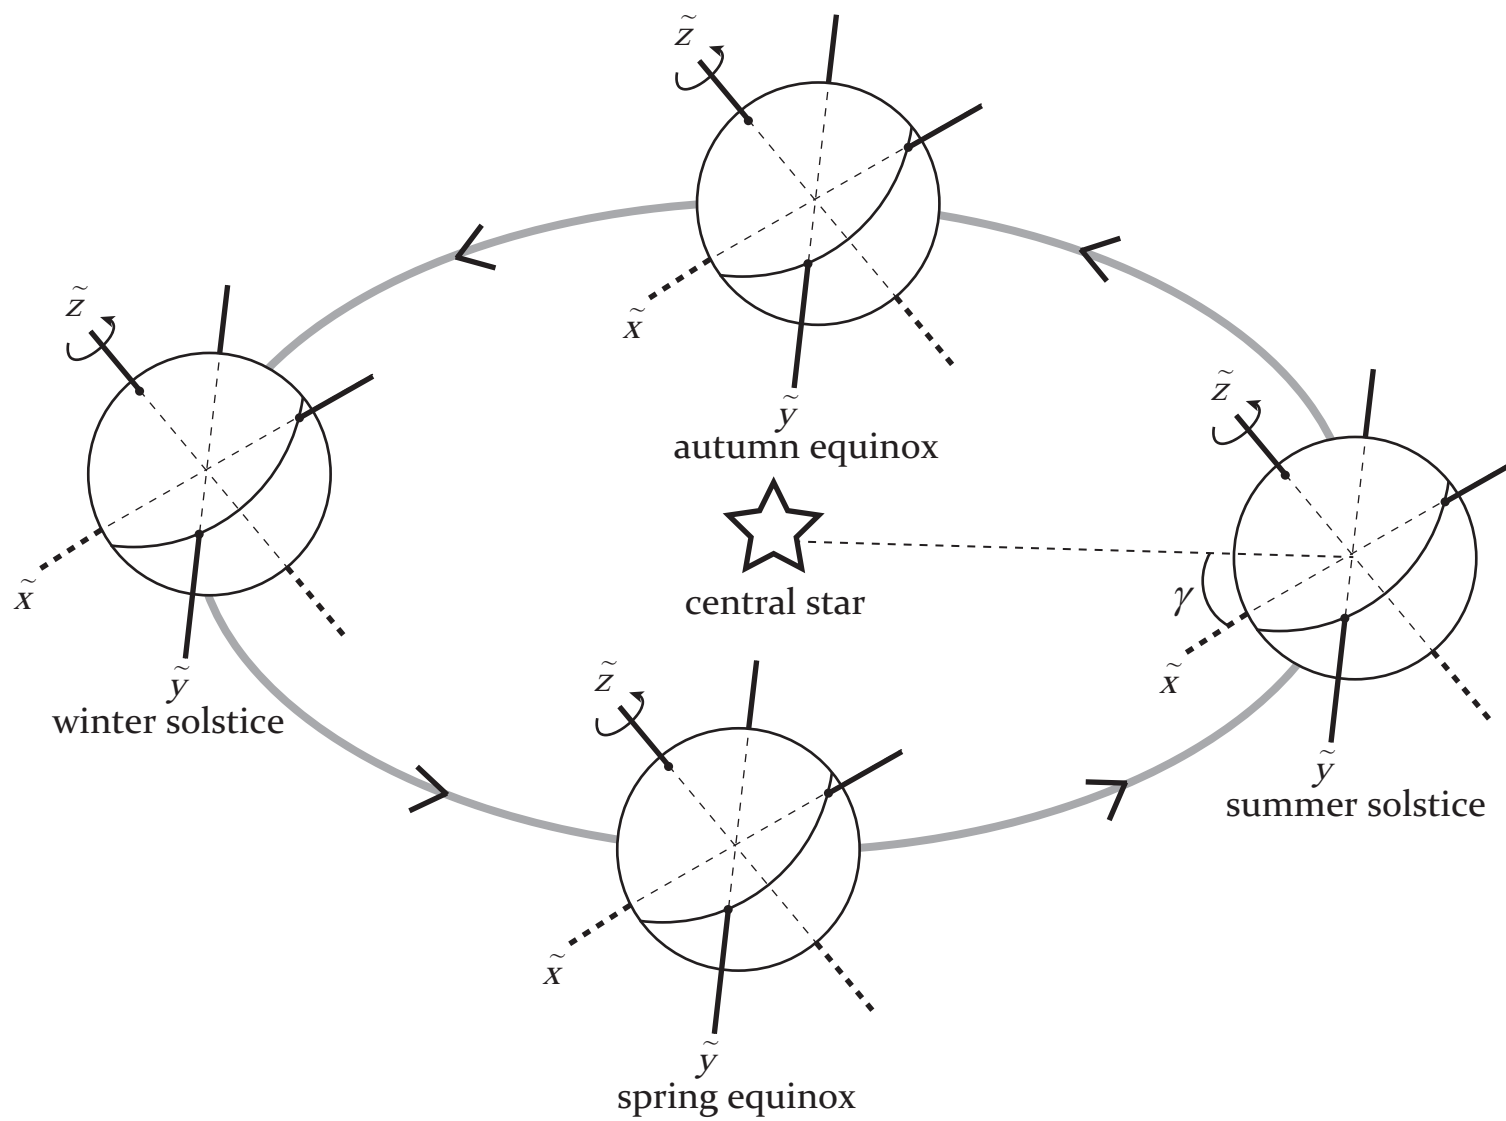 z̃
x̃
ỹ
autumn equinox
z̃
x̃
ỹ
winter solstice
central star
z̃
γ
x̃
ỹ
summer solstice
z̃
x̃
ỹ
spring equinox